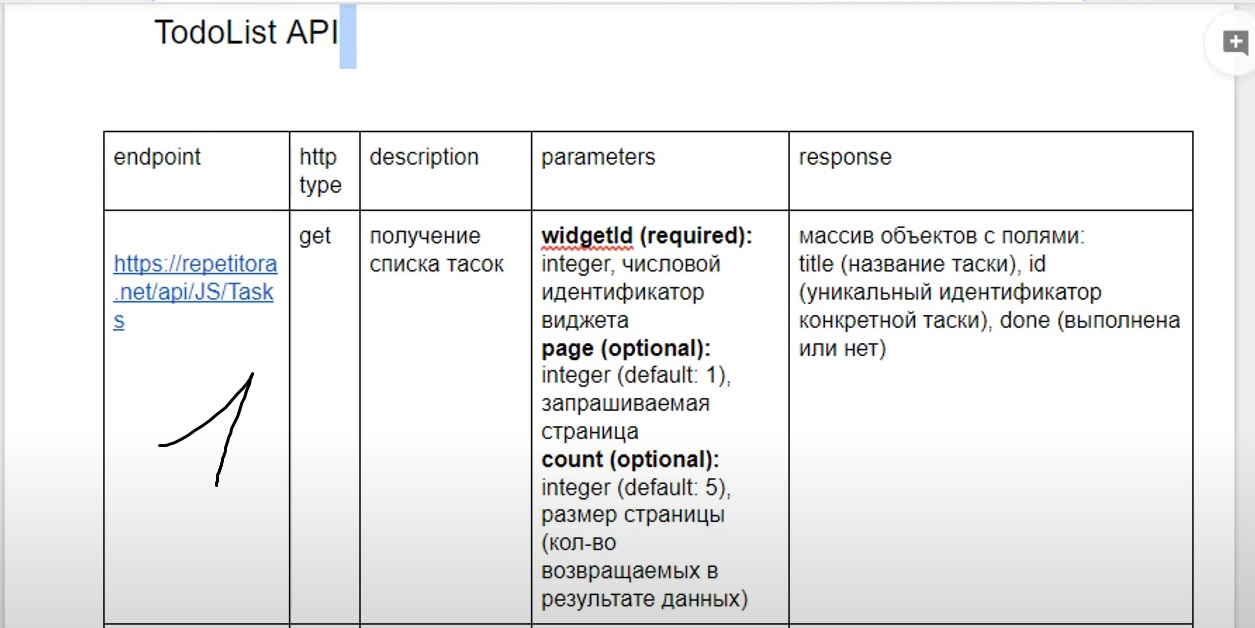 TodoList API
endpoint
http
type
description
parameters
response
https://repetitora
.net/api/JS/Task
s
get
получение
списка тасок
widgetId (required):
integer, числовой
идентификатор
виджета
page (optional):
integer (default: 1),
запрашиваемая
страница
count (optional):
integer (default: 5),
размер страницы
(кол-во
возвращаемых в
результате данных)
массив объектов с полями:
title (название таски), id
(уникальный идентификатор
конкретной таски), done (выполнена
или нет)
1